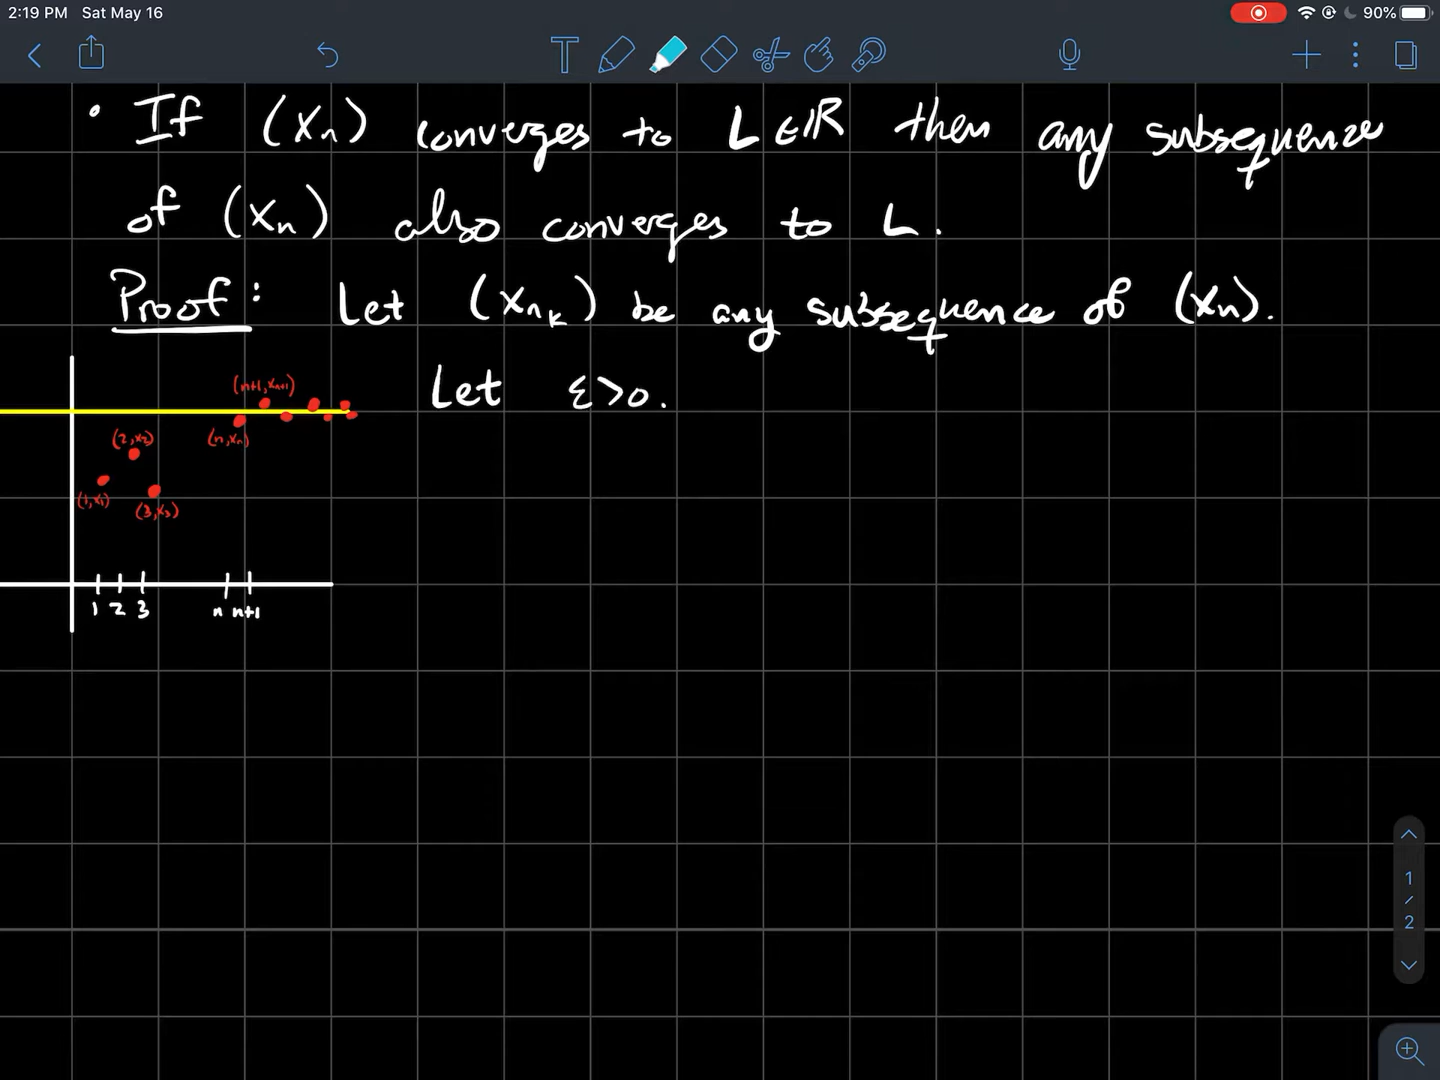 2:19 PM Sat May 16
90%
T
• If (xn) converges to L∈ℝ then any subsequence
of (xn) also converges to L.
Proof: Let (xnk) be any subsequence of (xn).
Let ε>0.
(n+1, xn+1)
(2, x2)
(n, xn)
(1, x1)
(3, x3)
1 2 3 n n+1
1
/
2